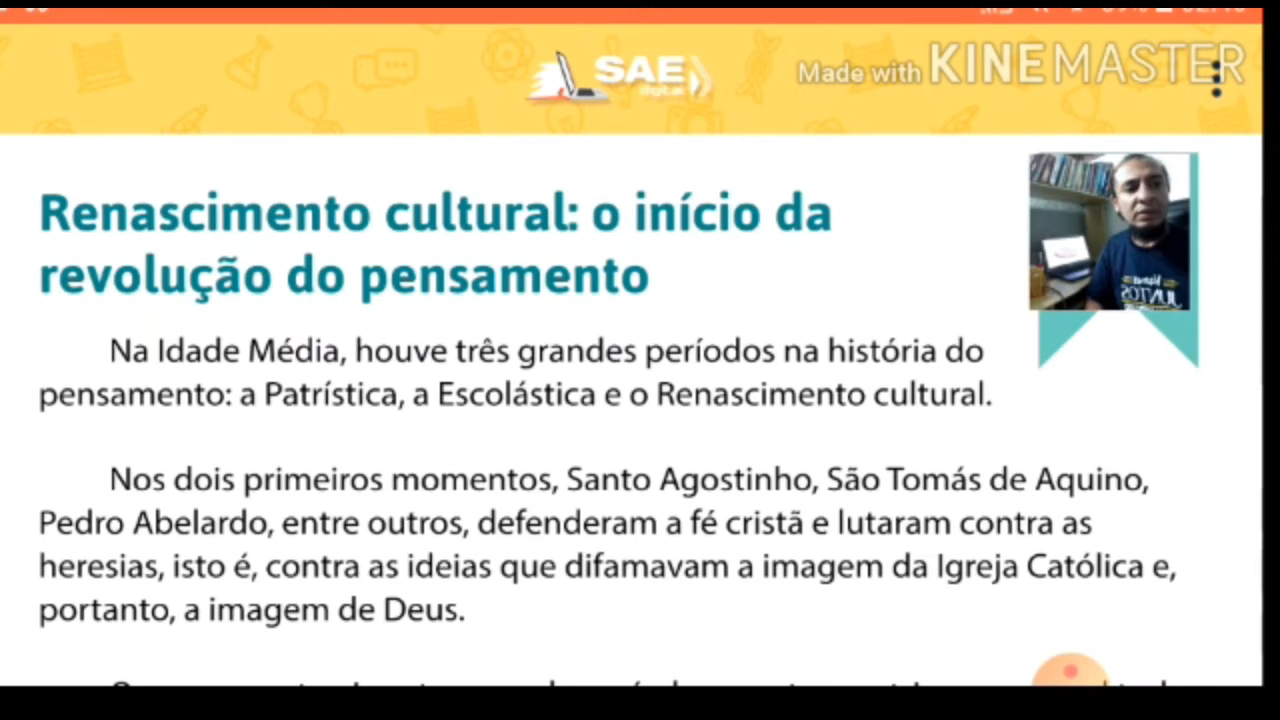 SAE
digital
Made with KINEMASTER
Renascimento cultural: o início da
revolução do pensamento
JUNTOS
Na Idade Média, houve três grandes períodos na história do
pensamento: a Patrística, a Escolástica e o Renascimento cultural.
Nos dois primeiros momentos, Santo Agostinho, São Tomás de Aquino,
Pedro Abelardo, entre outros, defenderam a fé cristã e lutaram contra as
heresias, isto é, contra as ideias que difamavam a imagem da Igreja Católica e,
portanto, a imagem de Deus.